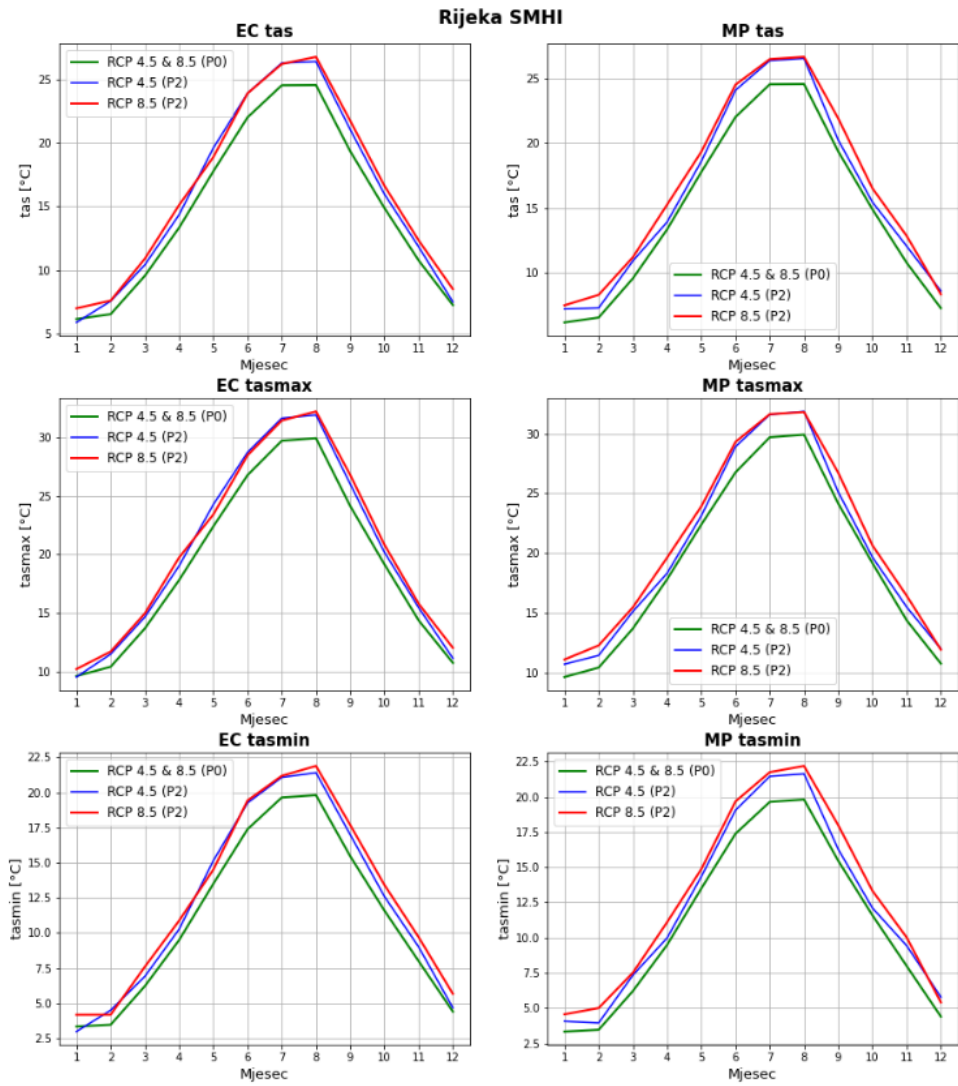 Rijeka SMHI
EC tas
RCP 4.5 & 8.5 (P0)
RCP 4.5 (P2)
RCP 8.5 (P2)
tas [°C]
25
20
15
10
5
1 2 3 4 5 6 7 8 9 10 11 12
Mjesec
MP tas
RCP 4.5 & 8.5 (P0)
RCP 4.5 (P2)
RCP 8.5 (P2)
tas [°C]
25
20
15
10
1 2 3 4 5 6 7 8 9 10 11 12
Mjesec
EC tasmax
RCP 4.5 & 8.5 (P0)
RCP 4.5 (P2)
RCP 8.5 (P2)
tasmax [°C]
30
25
20
15
10
1 2 3 4 5 6 7 8 9 10 11 12
Mjesec
MP tasmax
RCP 4.5 & 8.5 (P0)
RCP 4.5 (P2)
RCP 8.5 (P2)
tasmax [°C]
30
25
20
15
10
1 2 3 4 5 6 7 8 9 10 11 12
Mjesec
EC tasmin
RCP 4.5 & 8.5 (P0)
RCP 4.5 (P2)
RCP 8.5 (P2)
tasmin [°C]
22.5
20.0
17.5
15.0
12.5
10.0
7.5
5.0
2.5
1 2 3 4 5 6 7 8 9 10 11 12
Mjesec
MP tasmin
RCP 4.5 & 8.5 (P0)
RCP 4.5 (P2)
RCP 8.5 (P2)
tasmin [°C]
22.5
20.0
17.5
15.0
12.5
10.0
7.5
5.0
2.5
1 2 3 4 5 6 7 8 9 10 11 12
Mjesec